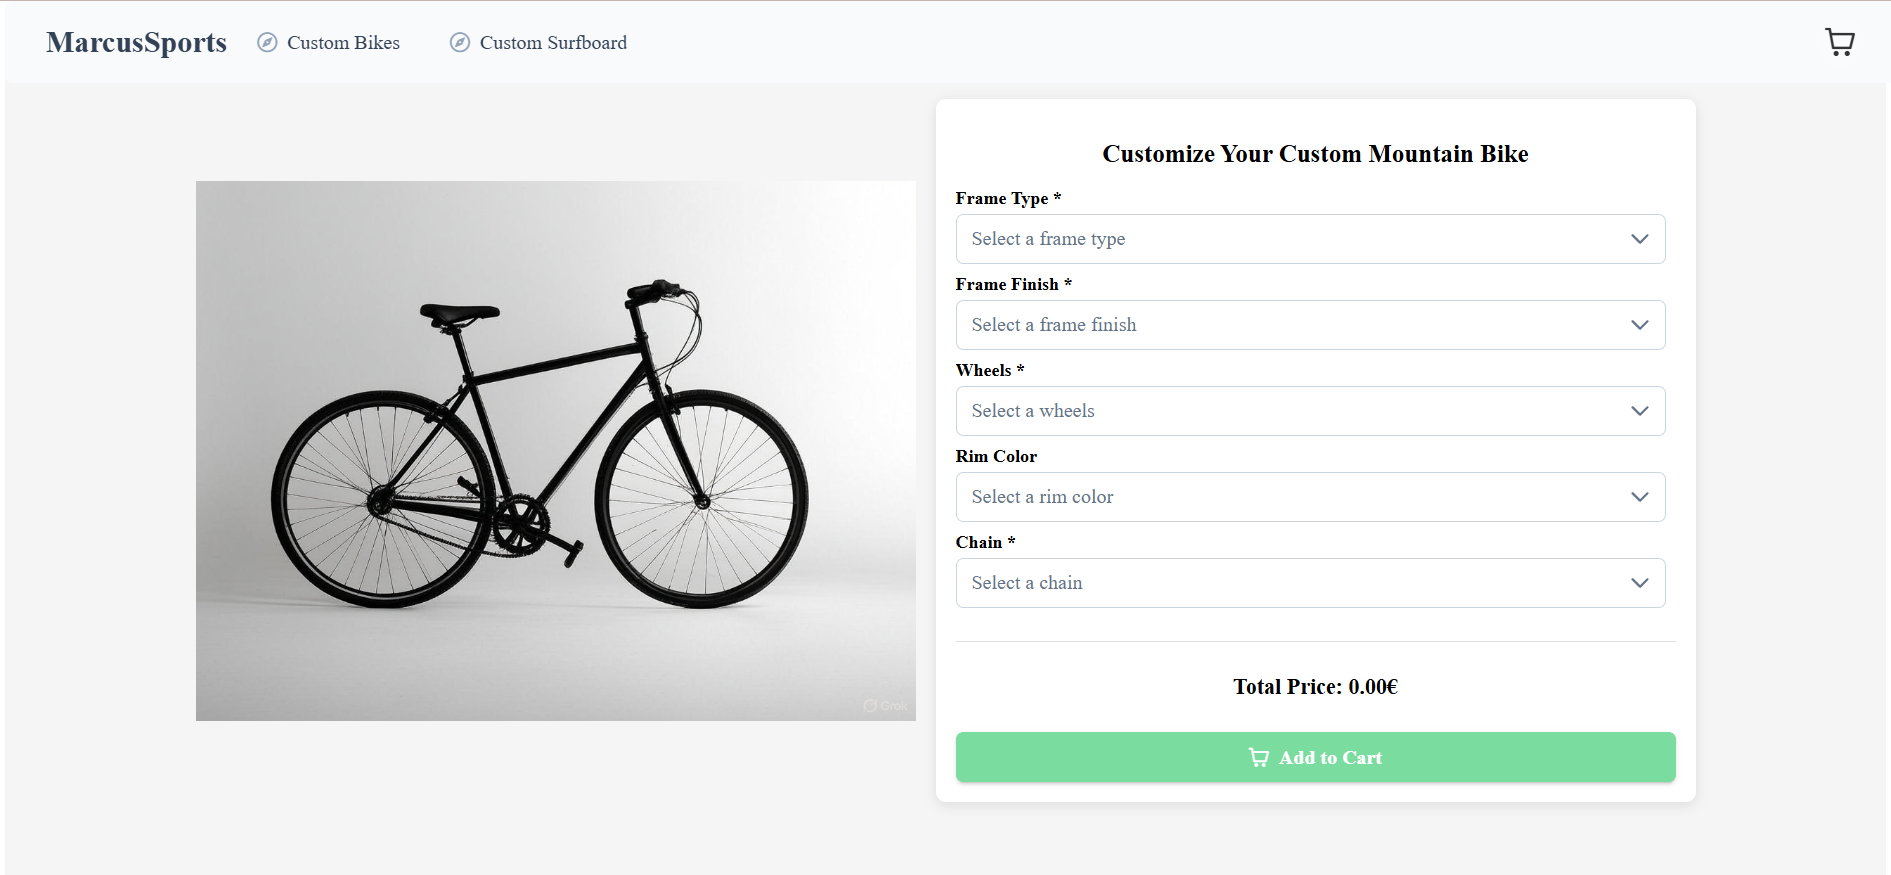 MarcusSports
Custom Bikes
Custom Surfboard
Customize Your Custom Mountain Bike
Frame Type *
Select a frame type
Frame Finish *
Select a frame finish
Wheels *
Select a wheels
Rim Color
Select a rim color
Chain *
Select a chain
Total Price: 0.00€
Add to Cart
Grok